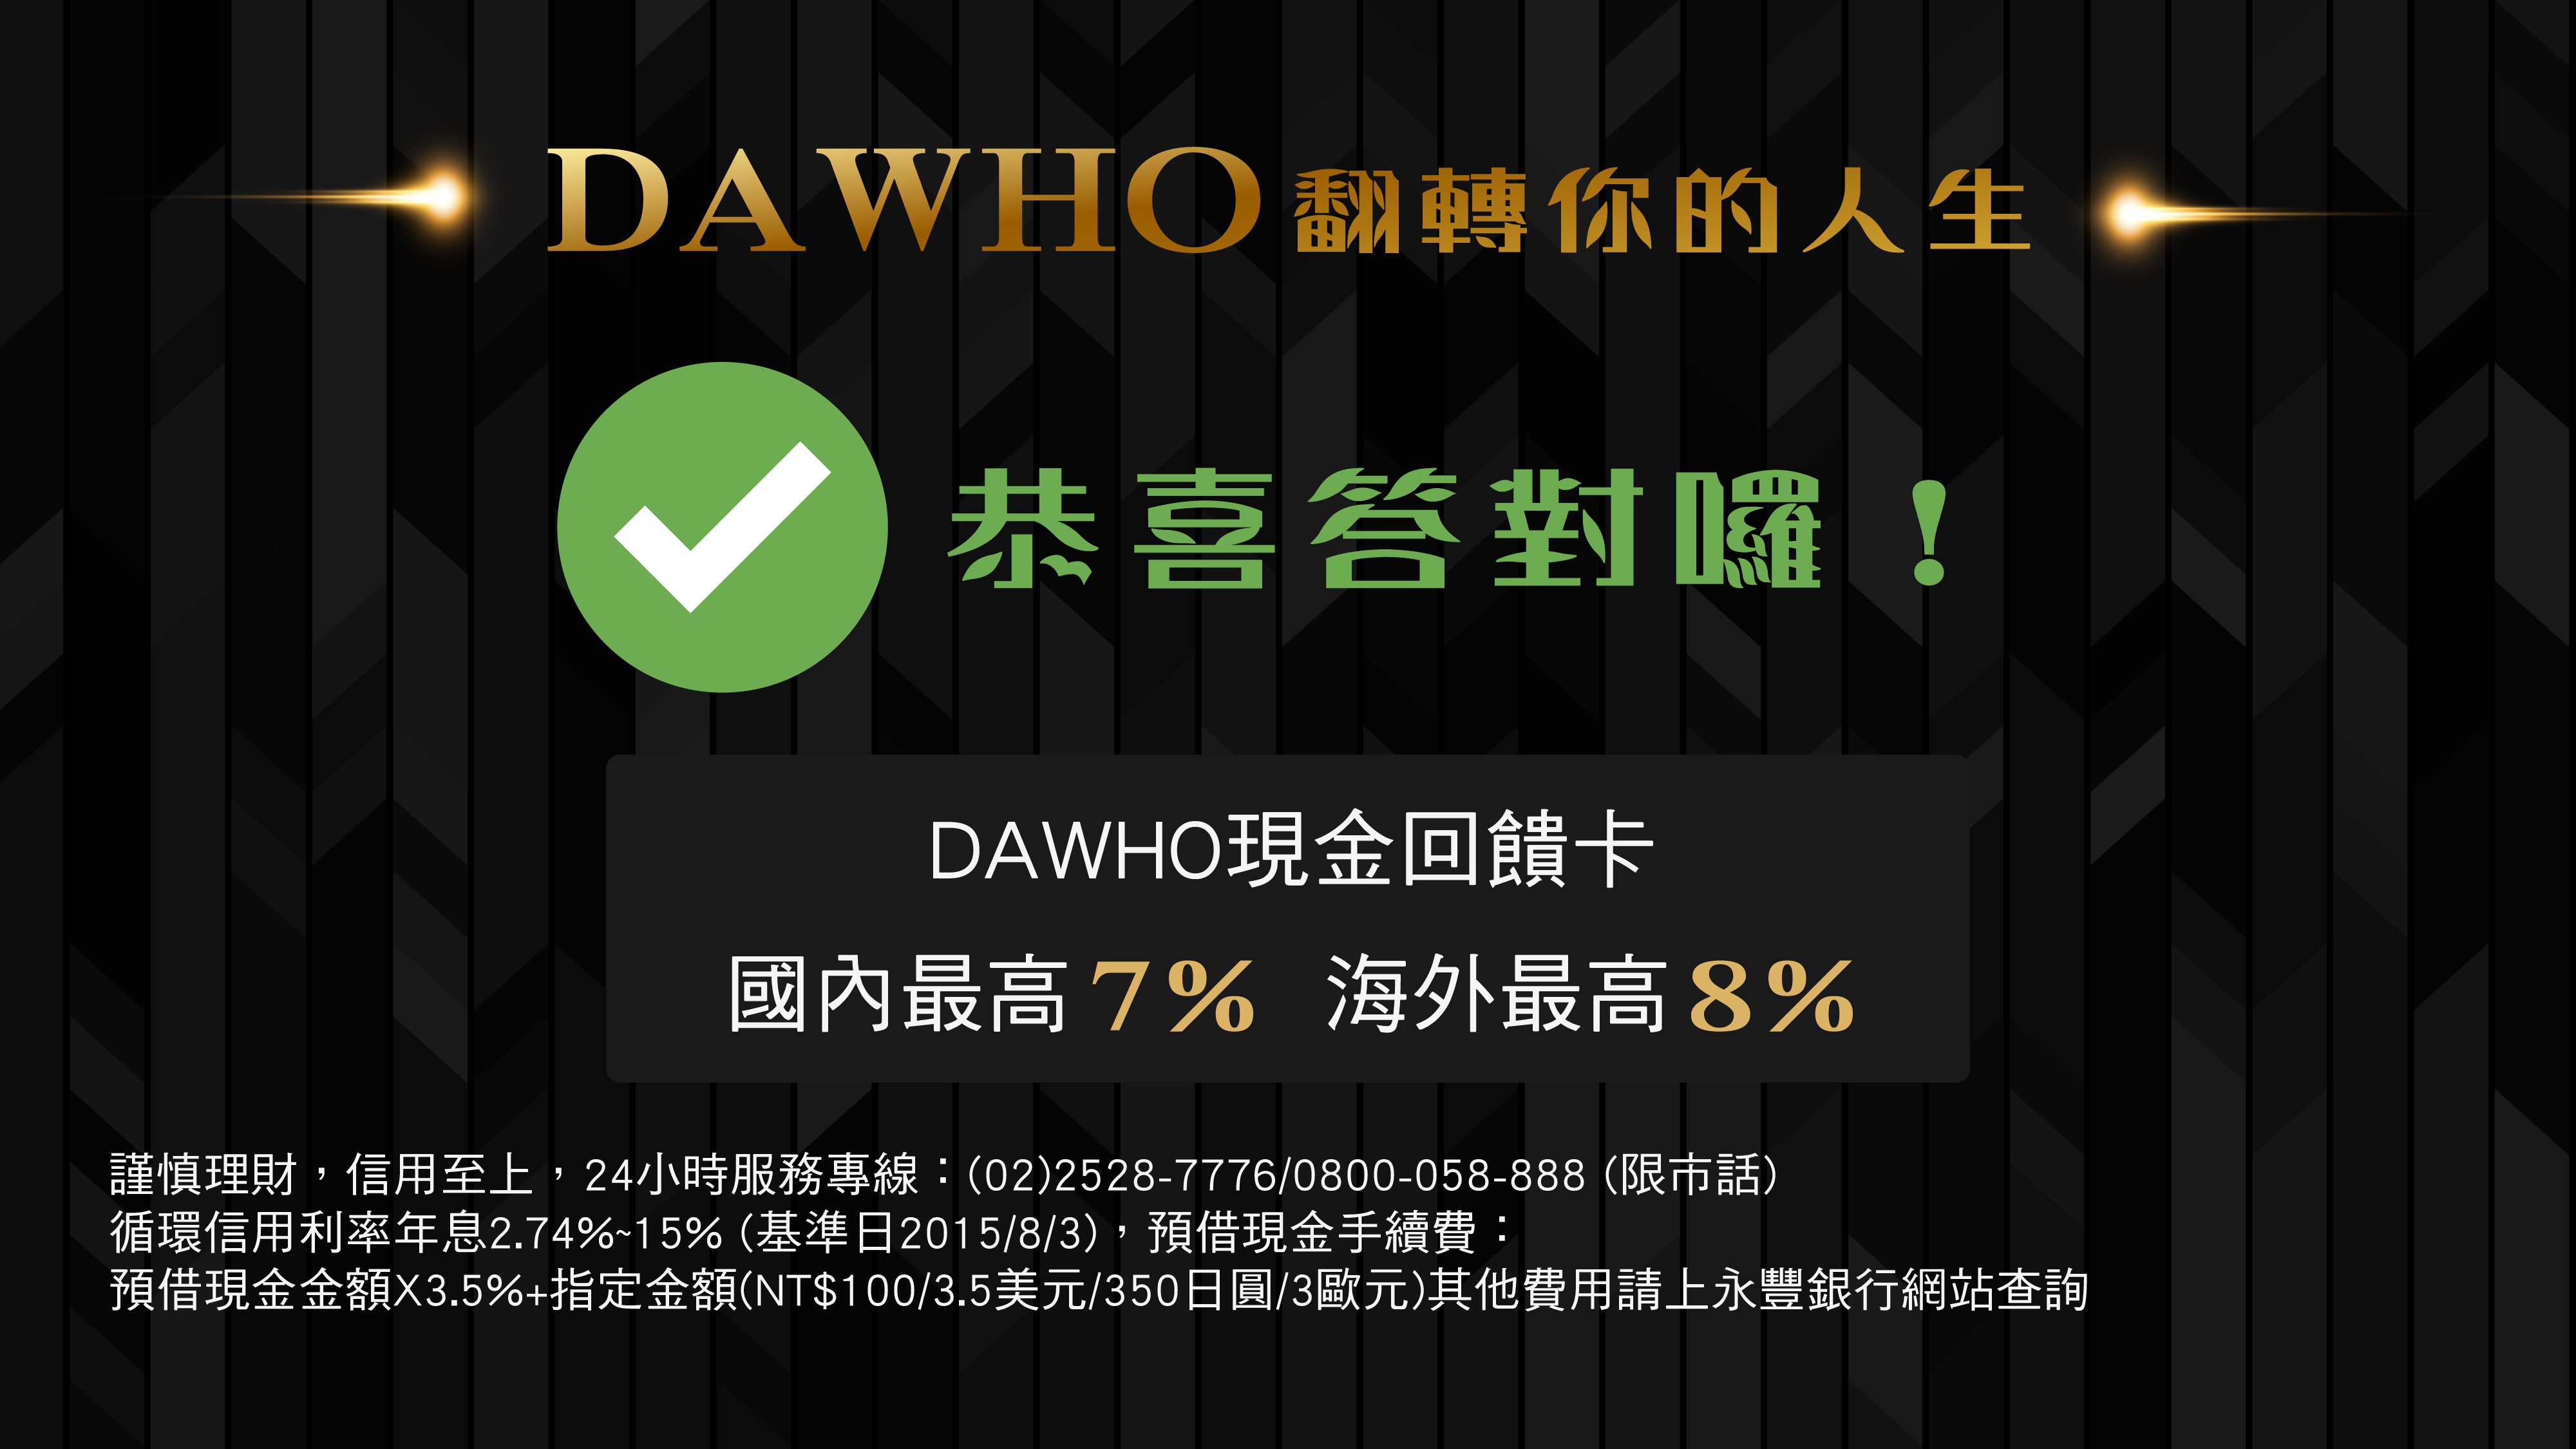 DAWHO翻轉你的人生
恭喜答對囉！
DAWHO現金回饋卡
國內最高7% 海外最高8%
謹慎理財，信用至上，24小時服務專線：(02)2528-7776/0800-058-888 (限市話)
循環信用利率年息2.74%~15% (基準日2015/8/3)，預借現金手續費：
預借現金金額X3.5%+指定金額(NT$100/3.5美元/350日圓/3歐元)其他費用請上永豐銀行網站查詢